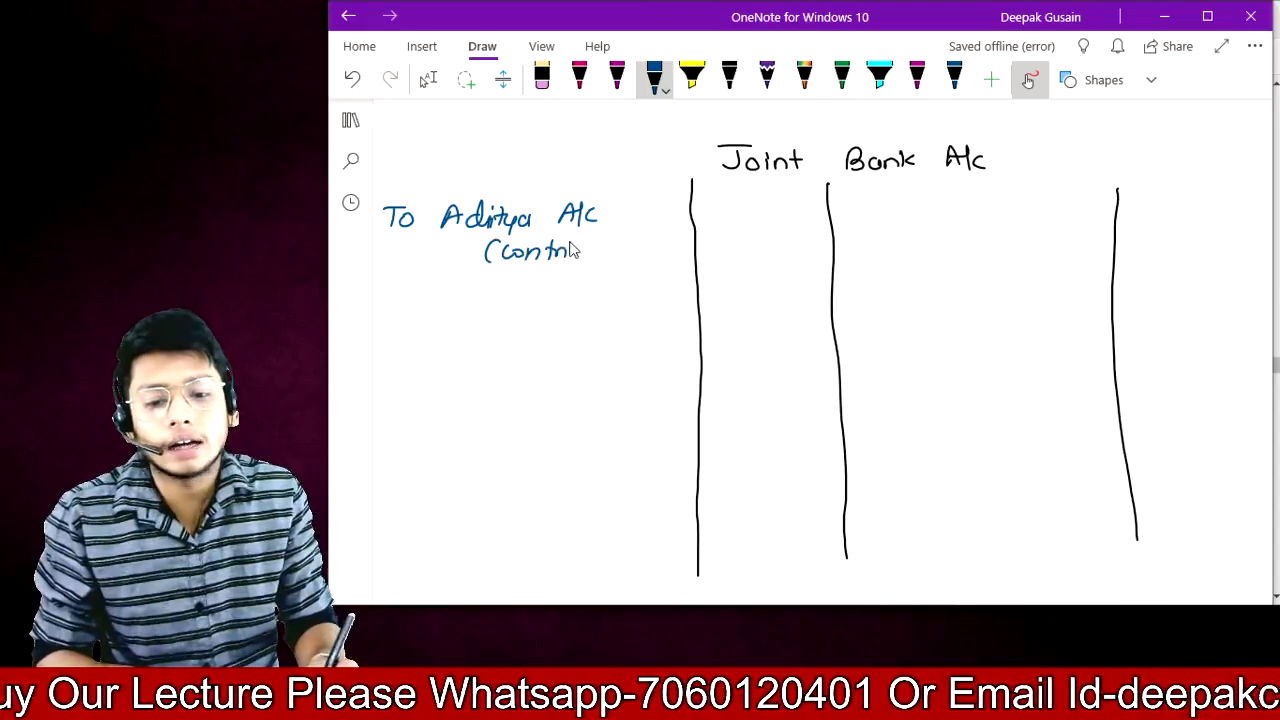 OneNote for Windows 10
Deepak Gusain
Home Insert Draw View Help
Saved offline (error)
Share
Shapes
Joint Bank A/c
To Aditya A/c
(contri
uy Our Lecture Please Whatsapp-7060120401 Or Email Id-deepakc